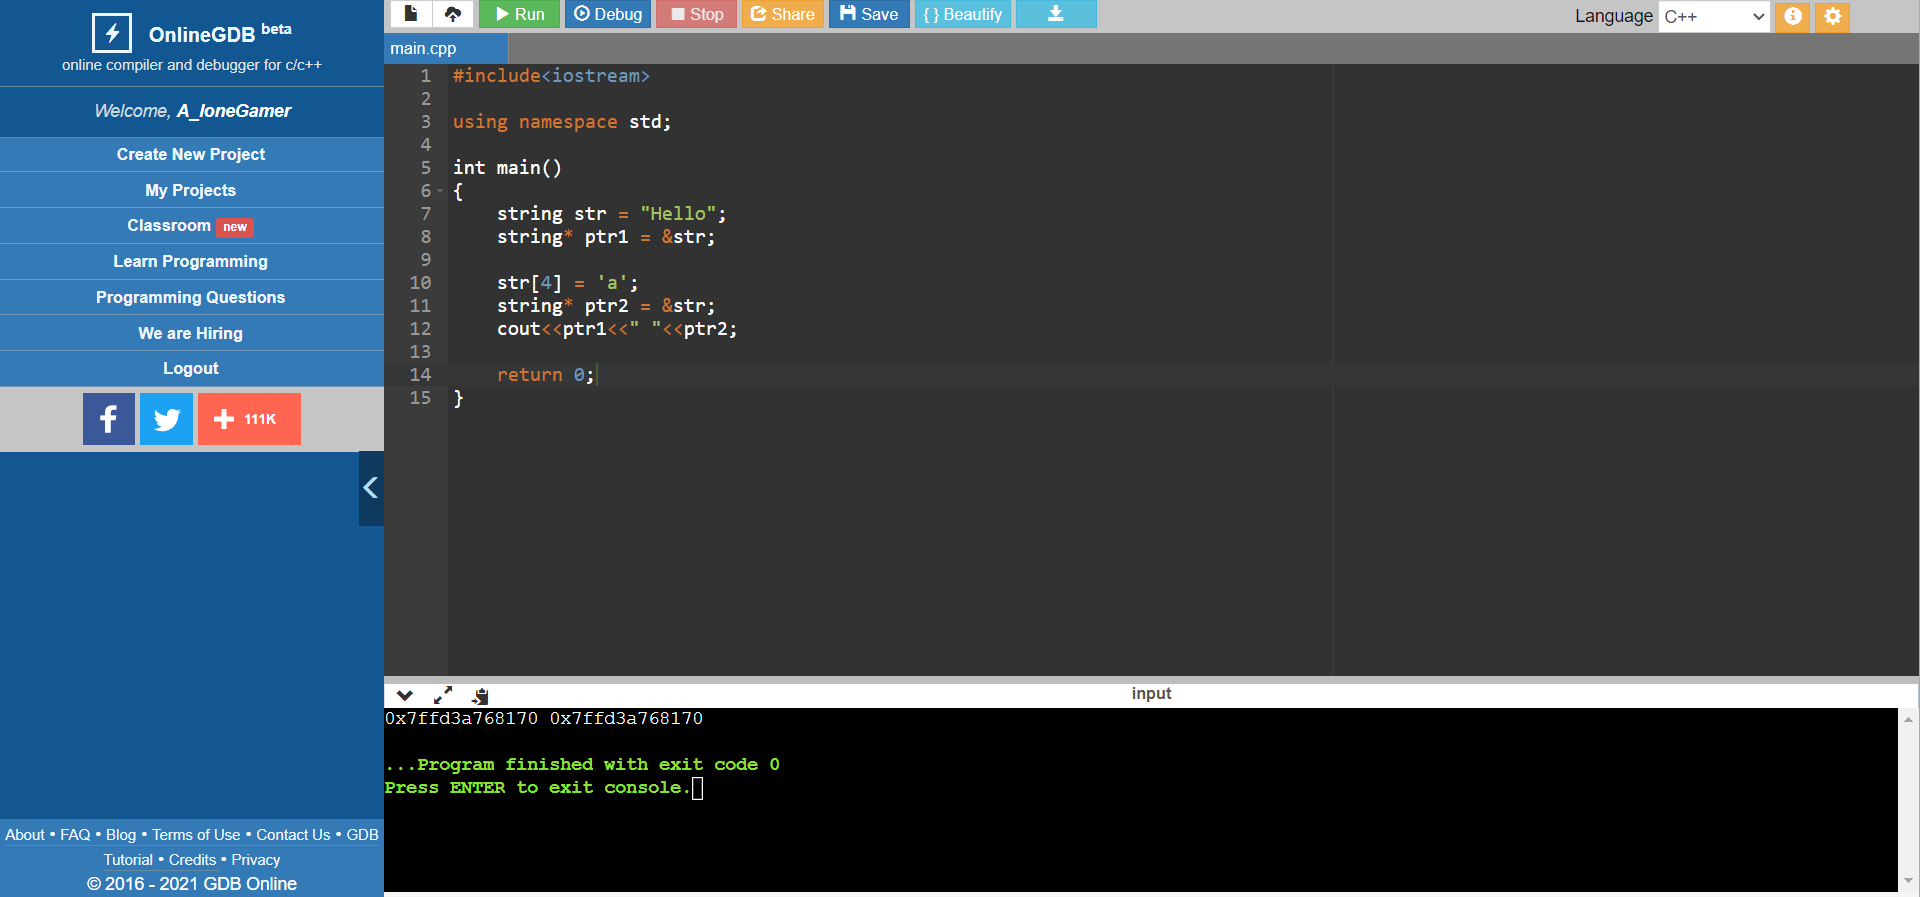 OnlineGDB beta
online compiler and debugger for c/c++
Welcome, A_loneGamer
Create New Project
My Projects
Classroom new
Learn Programming
Programming Questions
We are Hiring
Logout
111K
About • FAQ • Blog • Terms of Use • Contact Us • GDB
Tutorial • Credits • Privacy
© 2016 - 2021 GDB Online
Run Debug Stop Share Save { } Beautify
Language C++
main.cpp
1 #include<iostream>
2
3 using namespace std;
4
5 int main()
6 {
7 string str = "Hello";
8 string* ptr1 = &str;
9
10 str[4] = 'a';
11 string* ptr2 = &str;
12 cout<<ptr1<<" "<<ptr2;
13
14 return 0;
15 }
input
0x7ffd3a768170 0x7ffd3a768170
...Program finished with exit code 0
Press ENTER to exit console.